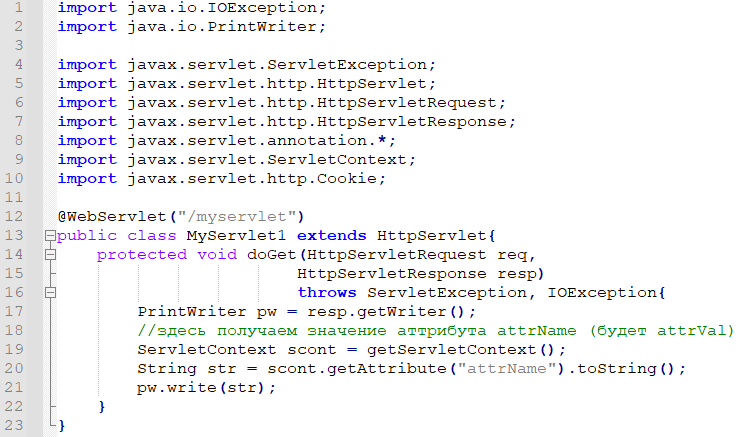 1 import java.io.IOException;
2 import java.io.PrintWriter;
3
4 import javax.servlet.ServletException;
5 import javax.servlet.http.HttpServlet;
6 import javax.servlet.http.HttpServletRequest;
7 import javax.servlet.http.HttpServletResponse;
8 import javax.servlet.annotation.*;
9 import javax.servlet.ServletContext;
10 import javax.servlet.http.Cookie;
11
12 @WebServlet("/myservlet")
13 public class MyServlet1 extends HttpServlet{
14     protected void doGet(HttpServletRequest req,
15                         HttpServletResponse resp)
16                         throws ServletException, IOException{
17         PrintWriter pw = resp.getWriter();
18         //здесь получаем значение аттрибута attrName (будет attrVal)
19         ServletContext scont = getServletContext();
20         String str = scont.getAttribute("attrName").toString();
21         pw.write(str);
22     }
23 }